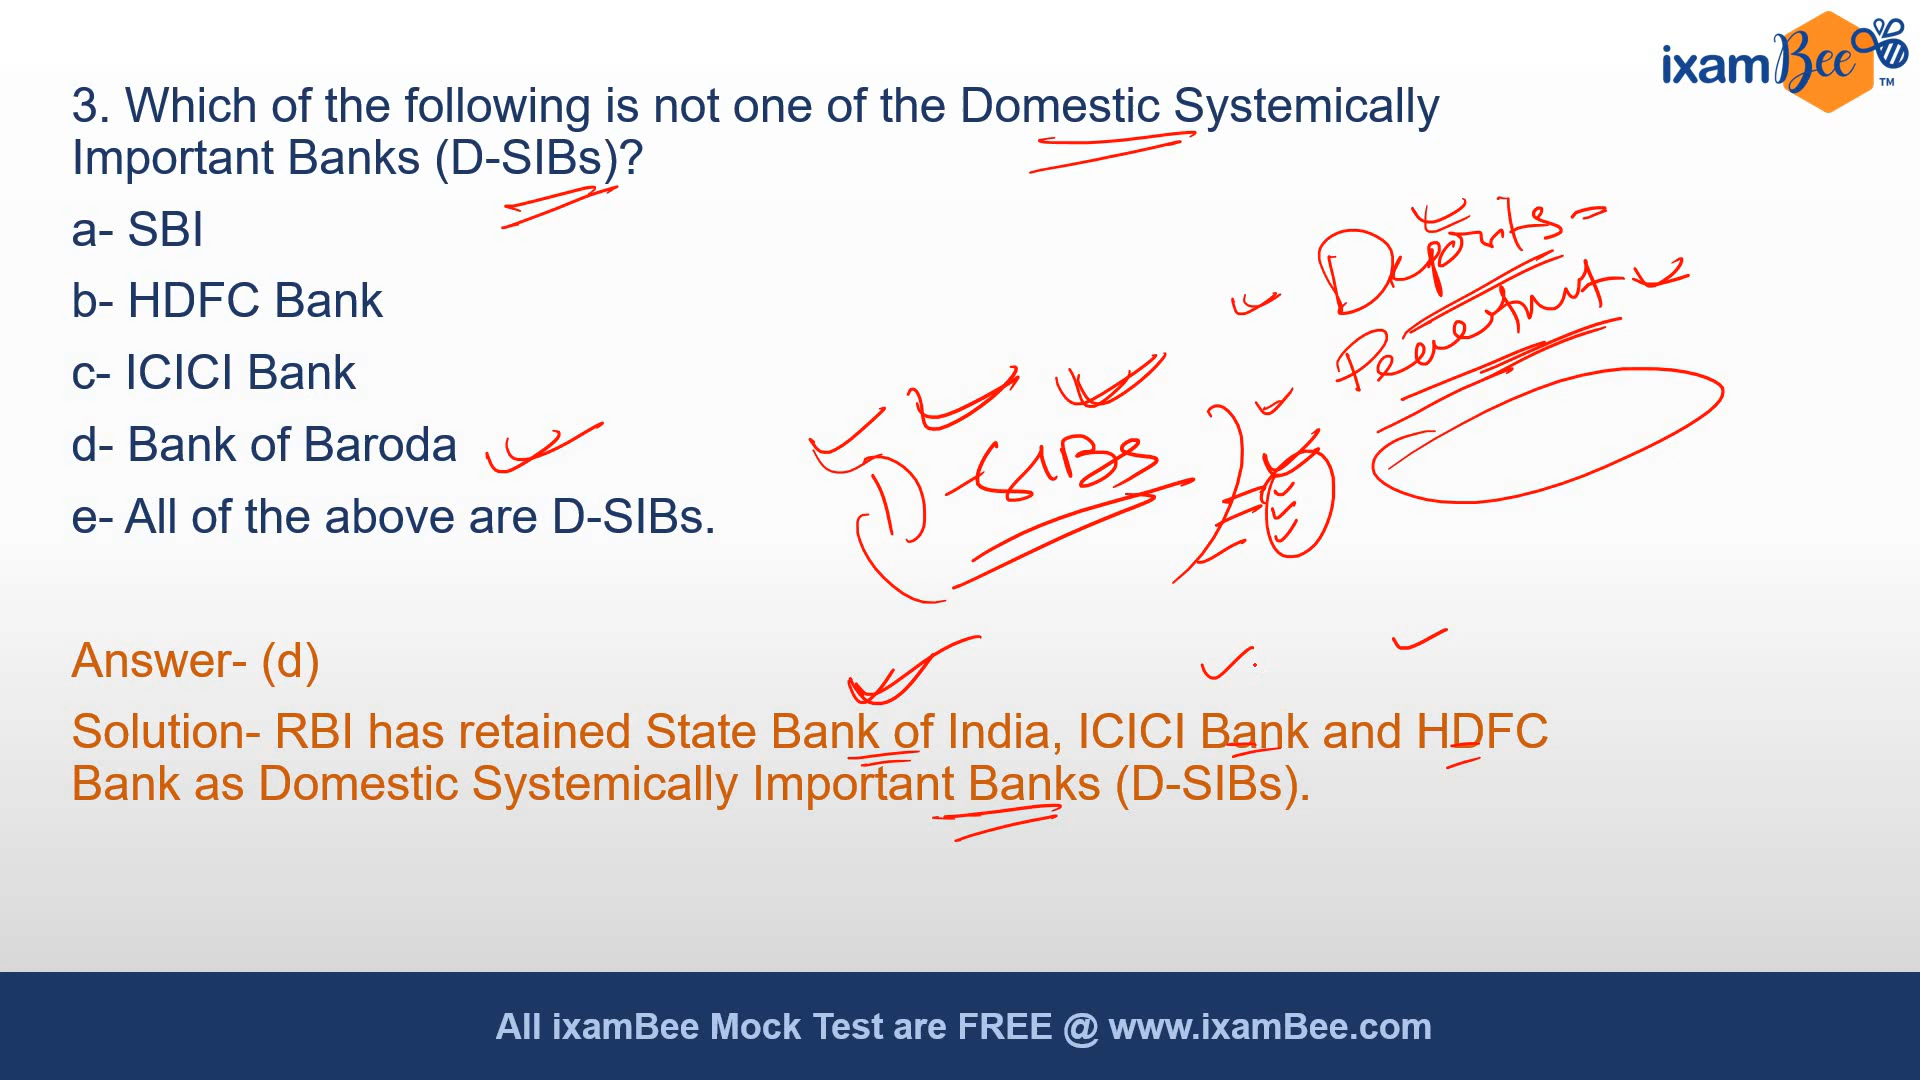 ixamBee™
3. Which of the following is not one of the Domestic Systemically
Important Banks (D-SIBs)?
a- SBI
b- HDFC Bank
c- ICICI Bank
d- Bank of Baroda
e- All of the above are D-SIBs.
Deposits
D-SIBs
Answer- (d)
Solution- RBI has retained State Bank of India, ICICI Bank and HDFC
Bank as Domestic Systemically Important Banks (D-SIBs).
All ixamBee Mock Test are FREE @ www.ixamBee.com